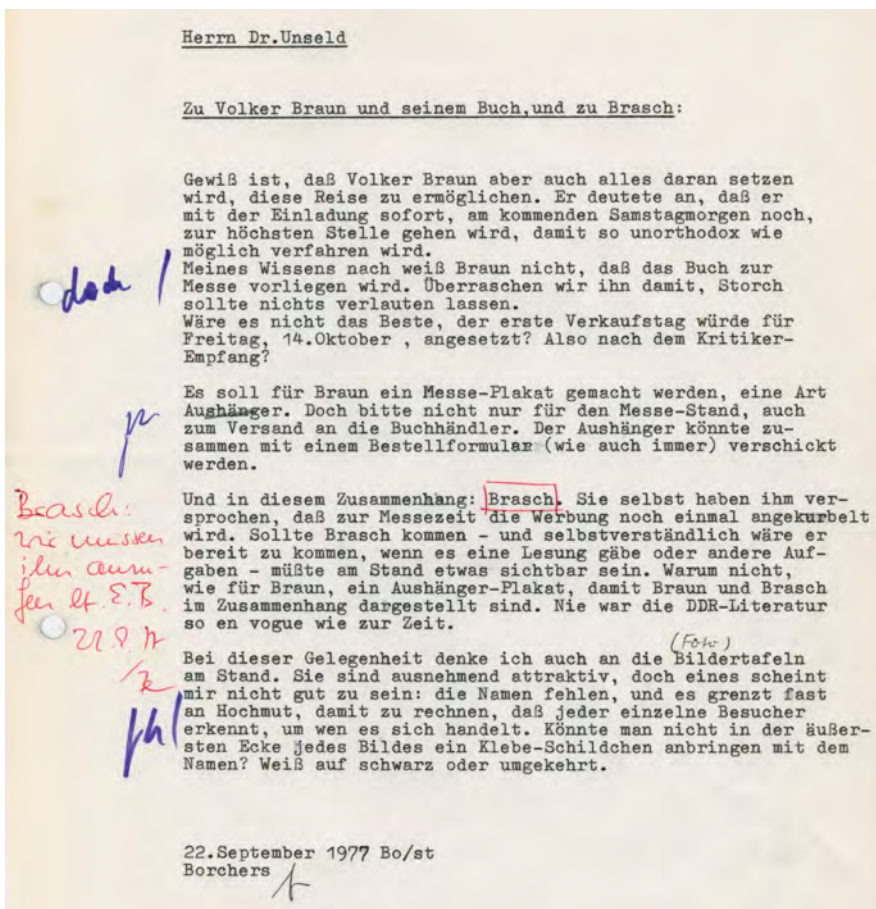 Herrn Dr.Unseld
Zu Volker Braun und seinem Buch,und zu Brasch:
Gewiß ist, daß Volker Braun aber auch alles daran setzen
wird, diese Reise zu ermöglichen. Er deutete an, daß er
mit der Einladung sofort, am kommenden Samstagmorgen noch,
zur höchsten Stelle gehen wird, damit so unorthodox wie
möglich verfahren wird.
doch
Meines Wissens nach weiß Braun nicht, daß das Buch zur
Messe vorliegen wird. Überraschen wir ihn damit, Storch
sollte nichts verlauten lassen.
Wäre es nicht das Beste, der erste Verkaufstag würde für
Freitag, 14.Oktober , angesetzt? Also nach dem Kritiker-
Empfang?
Es soll für Braun ein Messe-Plakat gemacht werden, eine Art
Aushänger. Doch bitte nicht nur für den Messe-Stand, auch
zum Versand an die Buchhändler. Der Aushänger könnte zu-
sammen mit einem Bestellformular (wie auch immer) verschickt
werden.
Brasch:
wir müssen
ihn anru-
fen lt. E.B.
Und in diesem Zusammenhang: Brasch. Sie selbst haben ihm ver-
sprochen, daß zur Messezeit die Werbung noch einmal angekurbelt
wird. Sollte Brasch kommen - und selbstverständlich wäre er
bereit zu kommen, wenn es eine Lesung gäbe oder andere Auf-
gaben - müßte am Stand etwas sichtbar sein. Warum nicht,
wie für Braun, ein Aushänger-Plakat, damit Braun und Brasch
im Zusammenhang dargestellt sind. Nie war die DDR-Literatur
so en vogue wie zur Zeit.
(Foto)
Bei dieser Gelegenheit denke ich auch an die Bildertafeln
am Stand. Sie sind ausnehmend attraktiv, doch eines scheint
mir nicht gut zu sein: die Namen fehlen, und es grenzt fast
an Hochmut, damit zu rechnen, daß jeder einzelne Besucher
erkennt, um wen es sich handelt. Könnte man nicht in der äußer-
sten Ecke jedes Bildes ein Klebe-Schildchen anbringen mit dem
Namen? Weiß auf schwarz oder umgekehrt.
22.September 1977 Bo/st
Borchers